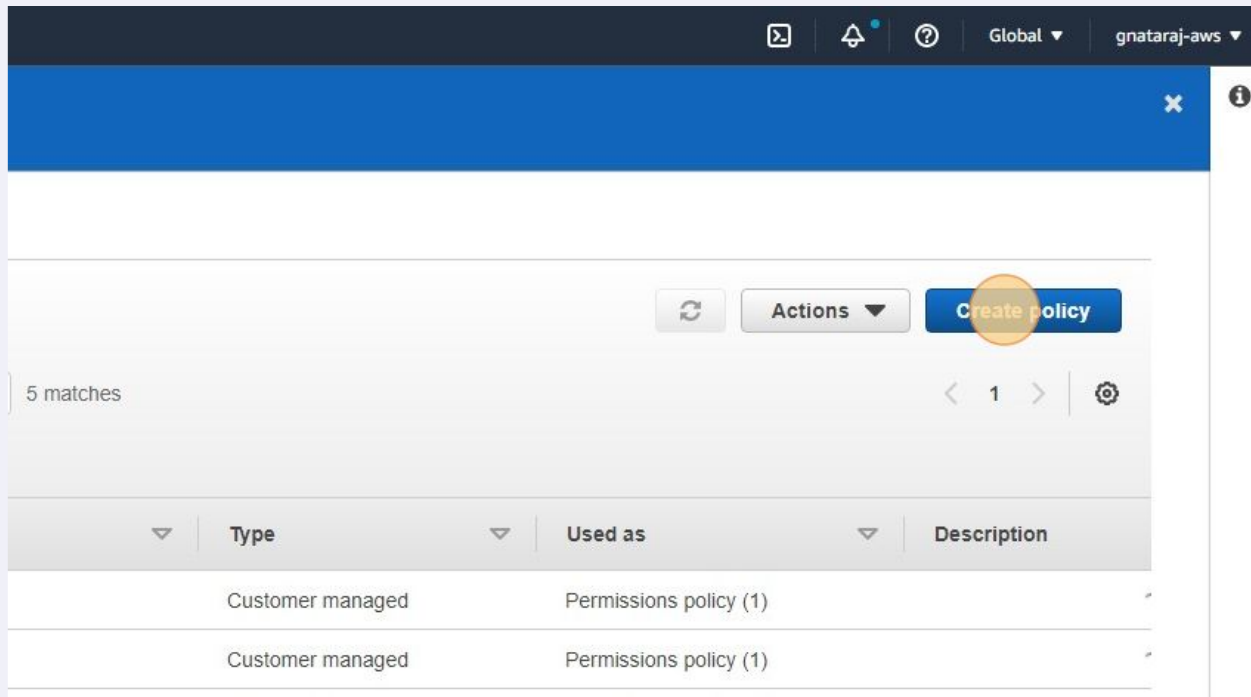 Global gnataraj-aws
Actions Create policy
5 matches 1
Type Used as Description
Customer managed Permissions policy (1)
Customer managed Permissions policy (1)